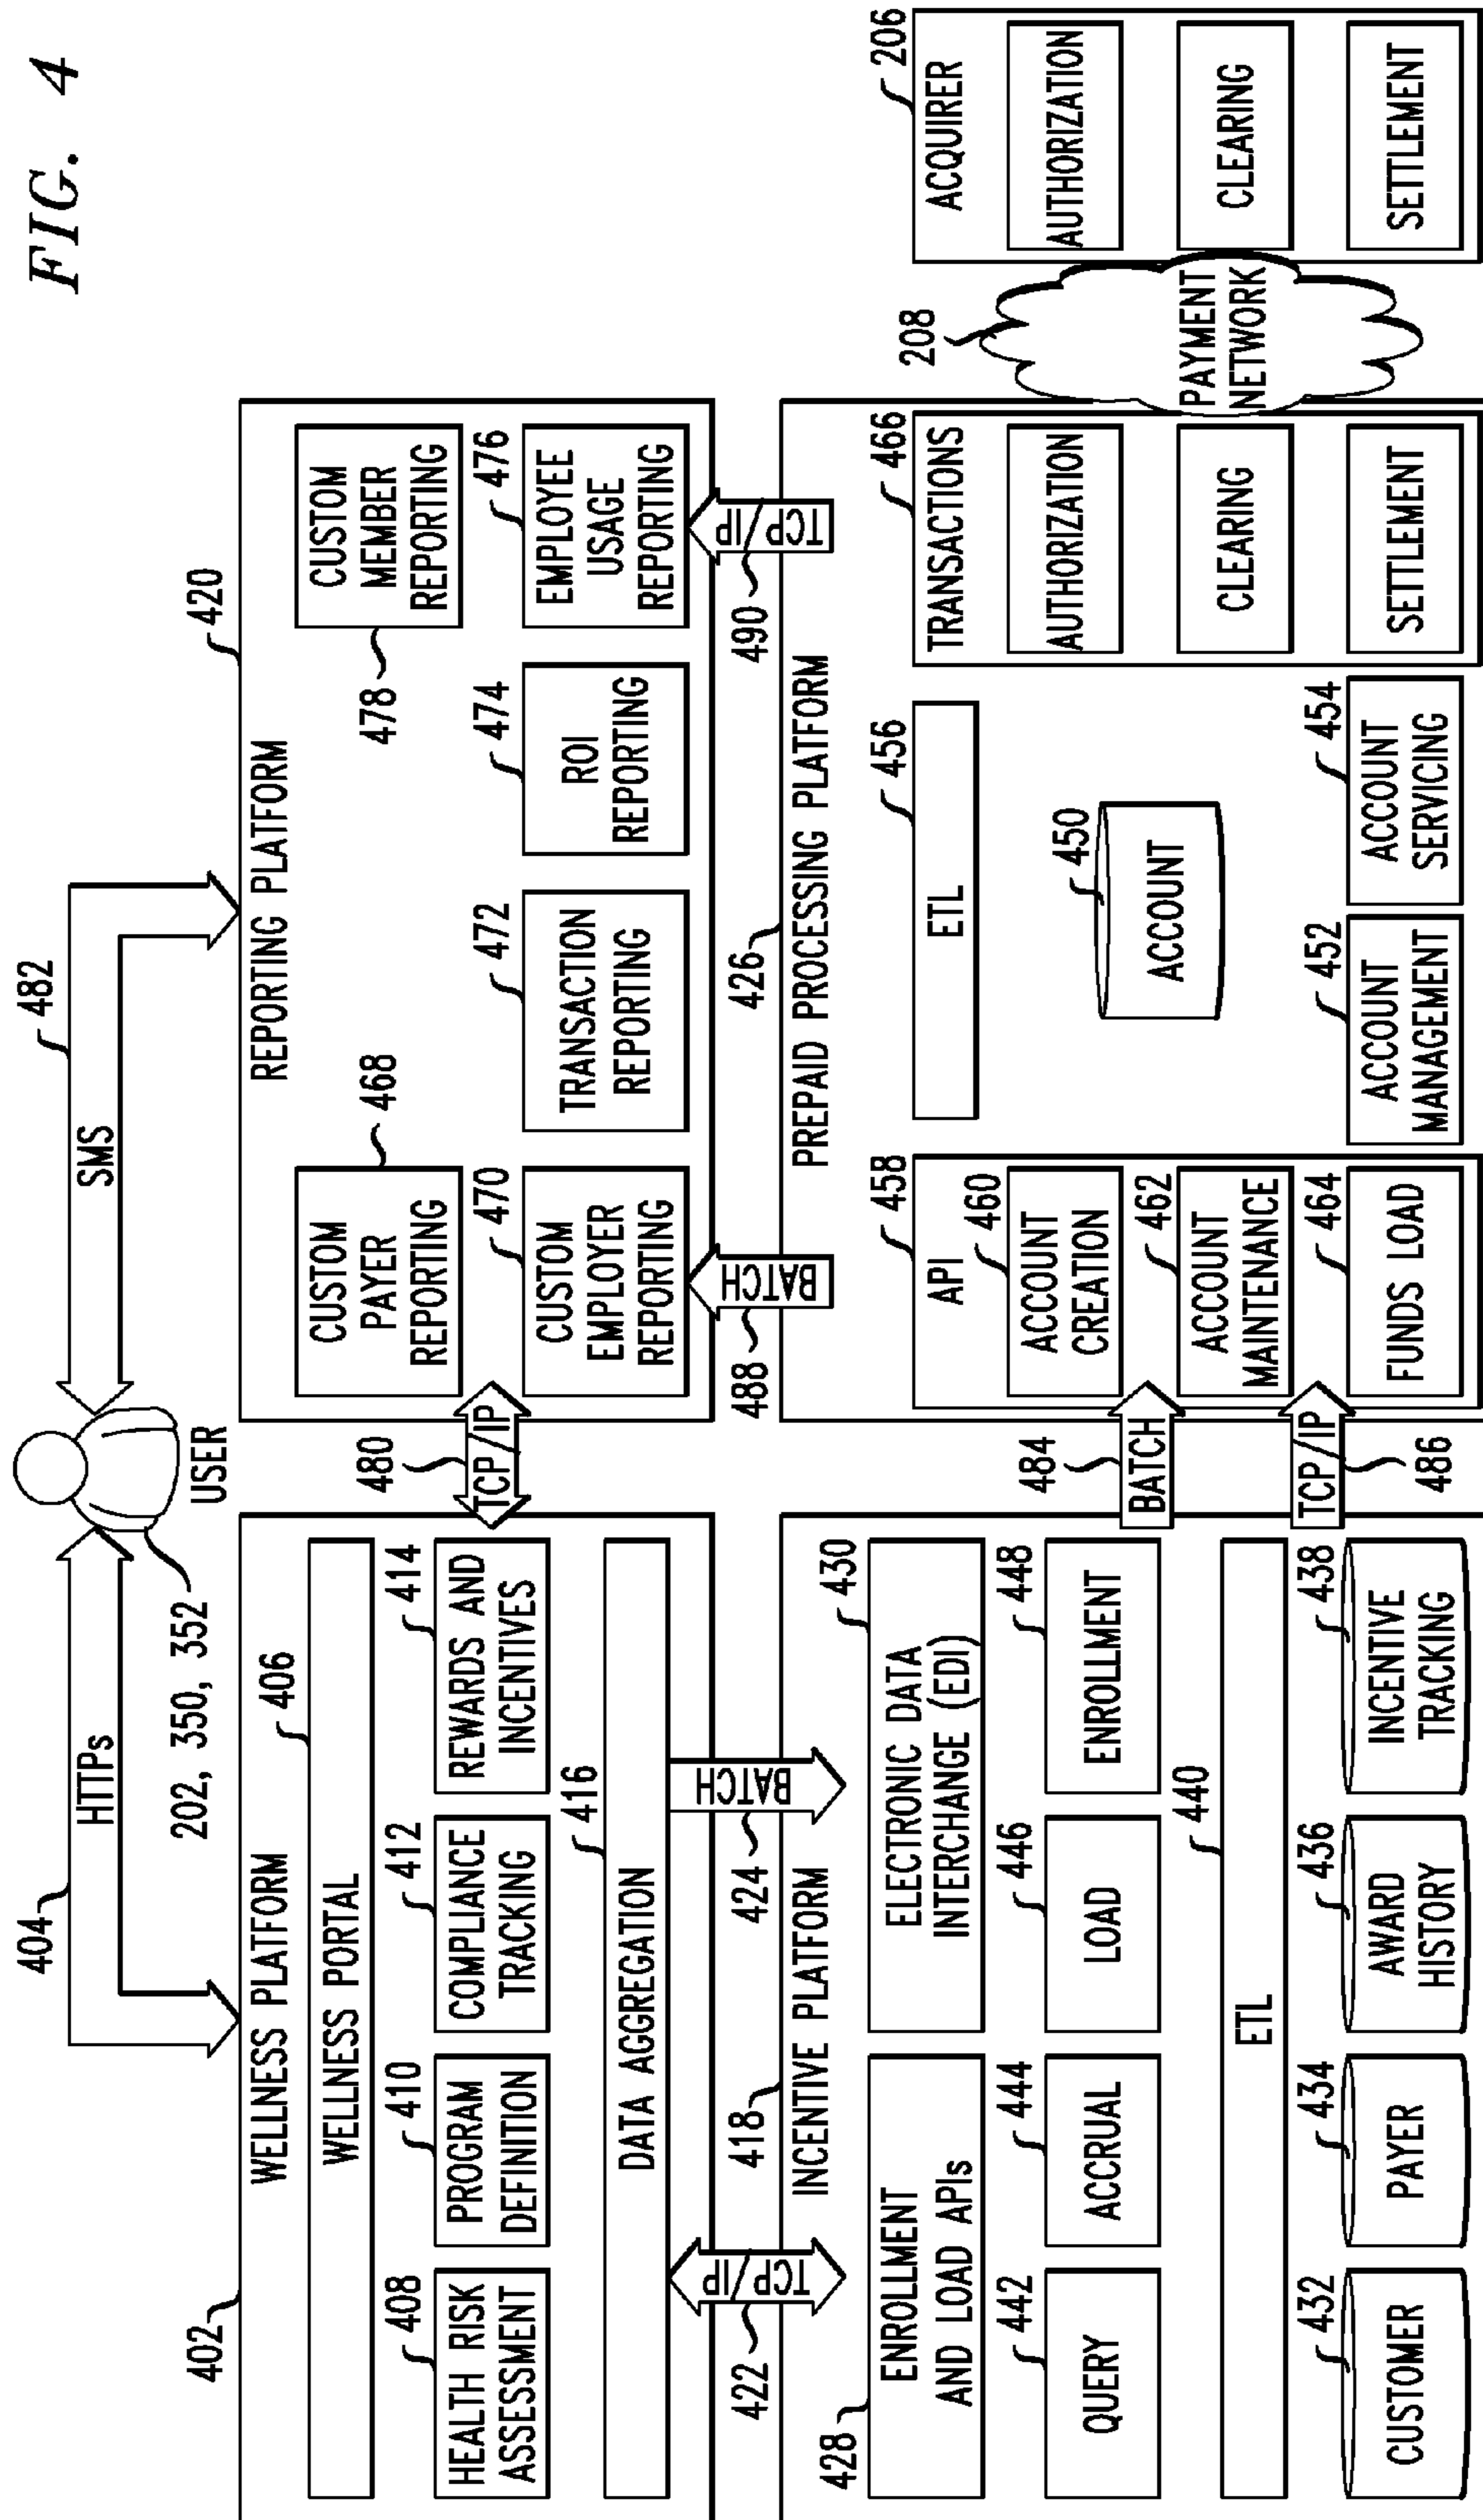 FIG. 4
404
HTTPs
SMS
482
USER
202, 350, 352
402
WELLNESS PLATFORM
406
WELLNESS PORTAL
408
HEALTH RISK
ASSESSMENT
410
PROGRAM
DEFINITION
412
COMPLIANCE
TRACKING
414
REWARDS AND
INCENTIVES
416
DATA AGGREGATION
480
TCP/IP
420
REPORTING PLATFORM
468
CUSTOM
PAYER
REPORTING
478
CUSTOM
MEMBER
REPORTING
470
CUSTOM
EMPLOYER
REPORTING
472
TRANSACTION
REPORTING
474
ROI
REPORTING
476
EMPLOYEE
USAGE
REPORTING
422
TCP/IP
424
BATCH
488
BATCH
490
TCP/IP
418
INCENTIVE PLATFORM
428
ENROLLMENT
AND LOAD APIs
430
ELECTRONIC DATA
INTERCHANGE (EDI)
442
QUERY
444
ACCRUAL
446
LOAD
448
ENROLLMENT
440
ETL
432
CUSTOMER
434
PAYER
436
AWARD
HISTORY
438
INCENTIVE
TRACKING
484
BATCH
TCP/IP
486
426
PREPAID PROCESSING PLATFORM
458
API
460
ACCOUNT
CREATION
462
ACCOUNT
MAINTENANCE
464
FUNDS LOAD
456
ETL
450
ACCOUNT
452
ACCOUNT
MANAGEMENT
454
ACCOUNT
SERVICING
466
TRANSACTIONS
AUTHORIZATION
CLEARING
SETTLEMENT
208
PAYMENT
NETWORK
206
ACQUIRER
AUTHORIZATION
CLEARING
SETTLEMENT